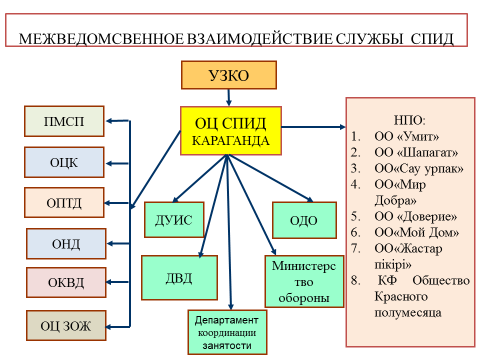 МЕЖВЕДОМСВЕННОЕ ВЗАИМОДЕЙСТВИЕ СЛУЖБЫ СПИД
УЗКО
ОЦ СПИД
КАРАГАНДА
ПМСП
ОЦК
ОПТД
ОНД
ОКВД
ОЦ ЗОЖ
ДУИС
ОДО
ДВД
Министерс
тво
обороны
Департамент
координации
занятости
НПО:
1. ОО «Умит»
2. ОО «Шапагат»
3. ОО«Сау урпак»
4. ОО«Мир
Добра»
5. ОО «Доверие»
6. ОО«Мой Дом»
7. ОО«Жастар
пікірі»
8. КФ Общество
Красного
полумесяца